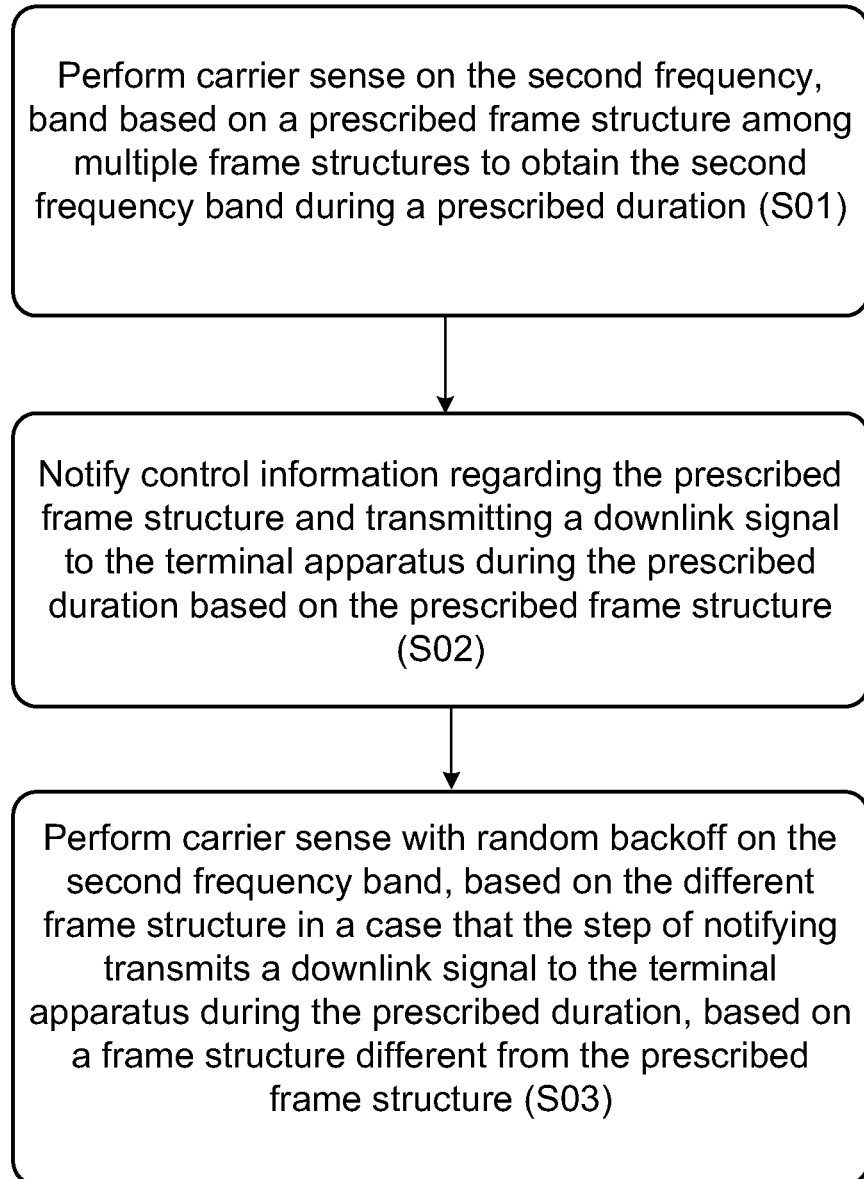 Perform carrier sense on the second frequency,
band based on a prescribed frame structure among
multiple frame structures to obtain the second
frequency band during a prescribed duration (S01)
Notify control information regarding the prescribed
frame structure and transmitting a downlink signal
to the terminal apparatus during the prescribed
duration based on the prescribed frame structure
(S02)
Perform carrier sense with random backoff on the
second frequency band, based on the different
frame structure in a case that the step of notifying
transmits a downlink signal to the terminal
apparatus during the prescribed duration, based on
a frame structure different from the prescribed
frame structure (S03)